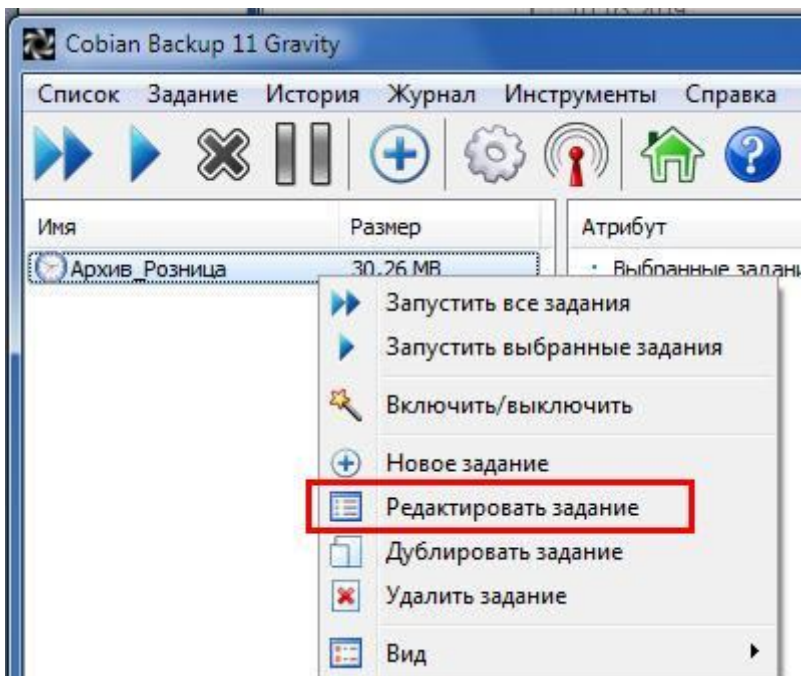 Cobian Backup 11 Gravity
Список Задание История Журнал Инструменты Справка
Имя Размер Атрибут
Архив_Розница 30,26 MB Выбранные
Запустить все задания
Запустить выбранные задания
Включить/выключить
Новое задание
Редактировать задание
Дублировать задание
Удалить задание
Вид